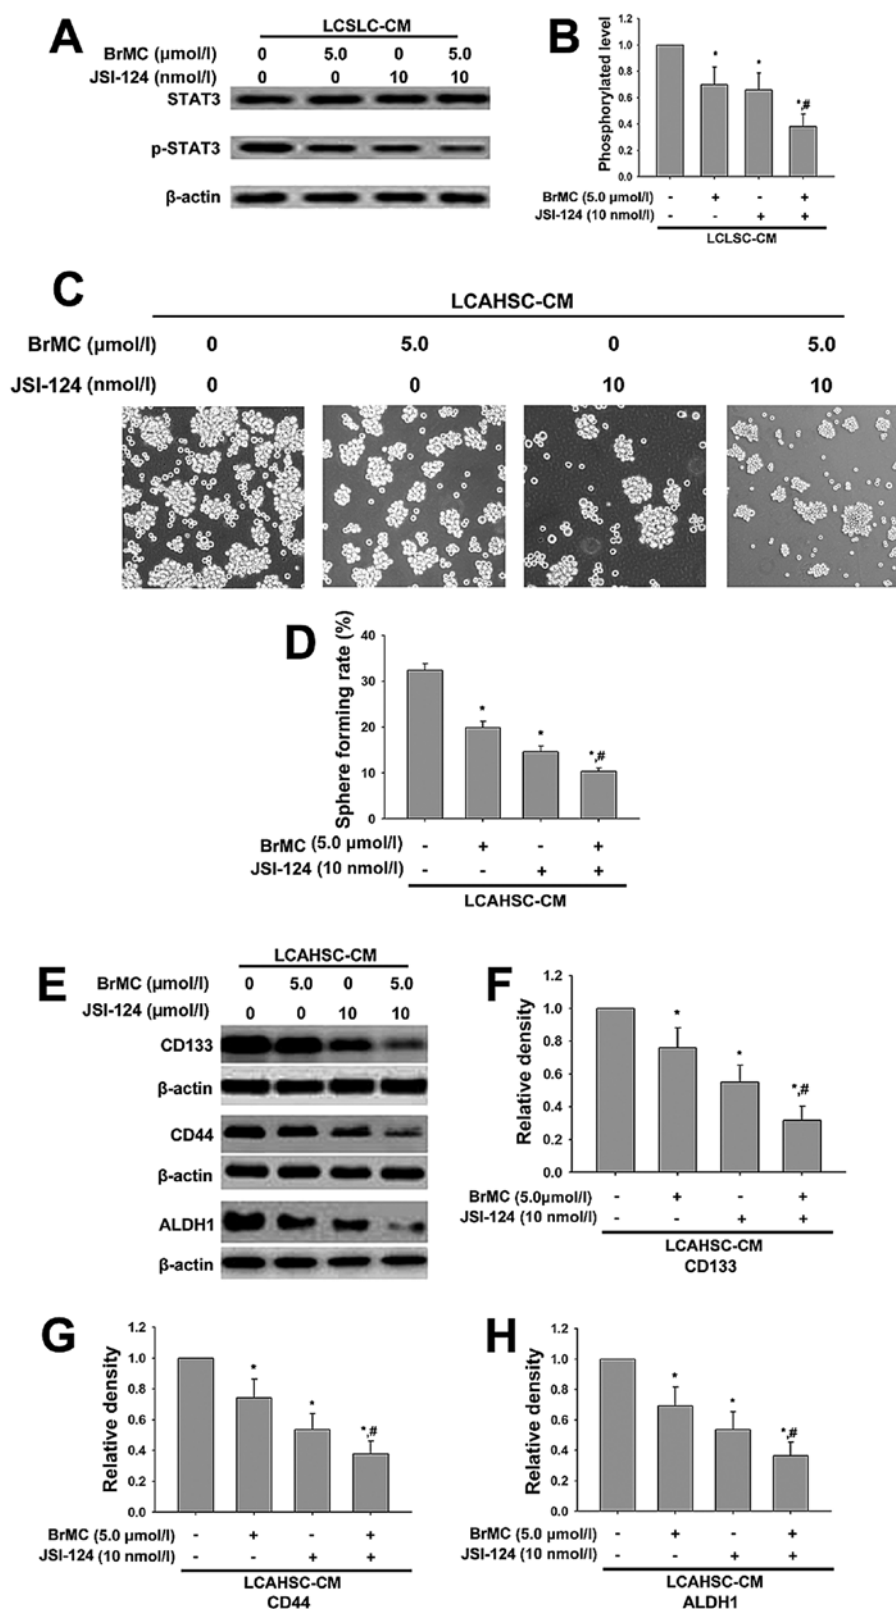 A
LCSLC-CM
BrMC (μmol/l) 0 5.0 0 5.0
JSI-124 (nmol/l) 0 0 10 10
STAT3
p-STAT3
β-actin
B
Phosphorylated level
1.2
1.0
0.8
0.6
0.4
0.2
0.0
* * *,#
BrMC (5.0 μmol/l) - + - +
JSI-124 (10 nmol/l) - - + +
LCLSC-CM
C
LCAHSC-CM
BrMC (μmol/l) 0 5.0 0 5.0
JSI-124 (nmol/l) 0 0 10 10
D
Sphere forming rate (%)
40
30
20
10
0
* * *,#
BrMC (5.0 μmol/l) - + - +
JSI-124 (10 nmol/l) - - + +
LCAHSC-CM
E
LCAHSC-CM
BrMC (μmol/l) 0 5.0 0 5.0
JSI-124 (μmol/l) 0 0 10 10
CD133
β-actin
CD44
β-actin
ALDH1
β-actin
F
Relative density
1.2
1.0
0.8
0.6
0.4
0.2
0.0
* * *,#
BrMC (5.0μmol/l) - + - +
JSI-124 (10 nmol/l) - - + +
LCAHSC-CM
CD133
G
Relative density
1.2
1.0
0.8
0.6
0.4
0.2
0.0
* * *,#
BrMC (5.0 μmol/l) - + - +
JSI-124 (10 nmol/l) - - + +
LCAHSC-CM
CD44
H
Relative density
1.2
1.0
0.8
0.6
0.4
0.2
0.0
* * *,#
BrMC (5.0 μmol/l) - + - +
JSI-124 (10 nmol/l) - - + +
LCAHSC-CM
ALDH1